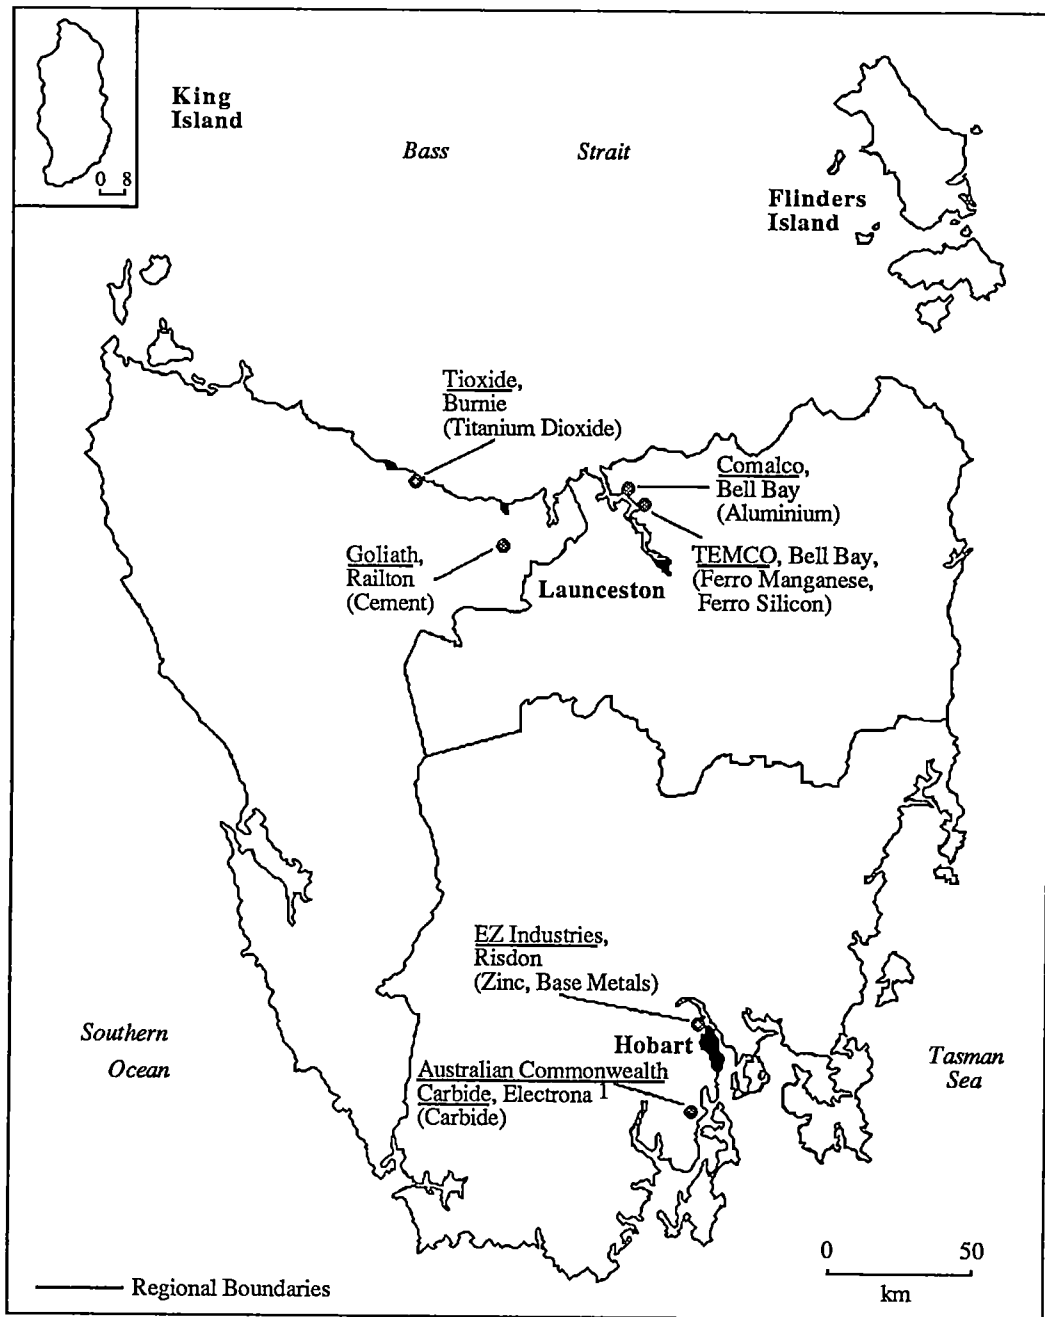 King
Island
0 8
Bass Strait
Flinders
Island
Tioxide,
Burnie
(Titanium Dioxide)
Comalco,
Bell Bay
(Aluminium)
Goliath,
Railton
(Cement)
TEMCO, Bell Bay,
(Ferro Manganese,
Ferro Silicon)
Launceston
EZ Industries,
Risdon
(Zinc, Base Metals)
Southern
Ocean
Hobart
Tasman
Sea
Australian Commonwealth
Carbide, Electrona 1
(Carbide)
0 50
km
Regional Boundaries